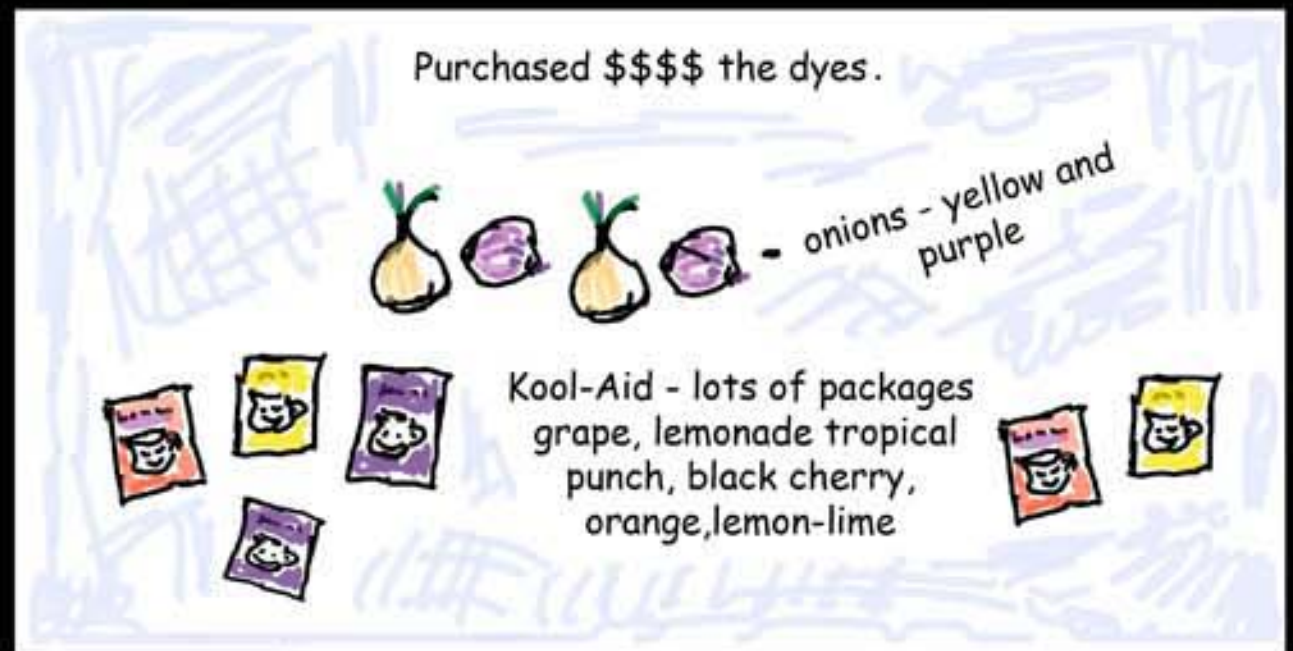 Purchased $$$$ the dyes.
onions - yellow and
purple
Kool-Aid - lots of packages
grape, lemonade tropical
punch, black cherry,
orange,lemon-lime